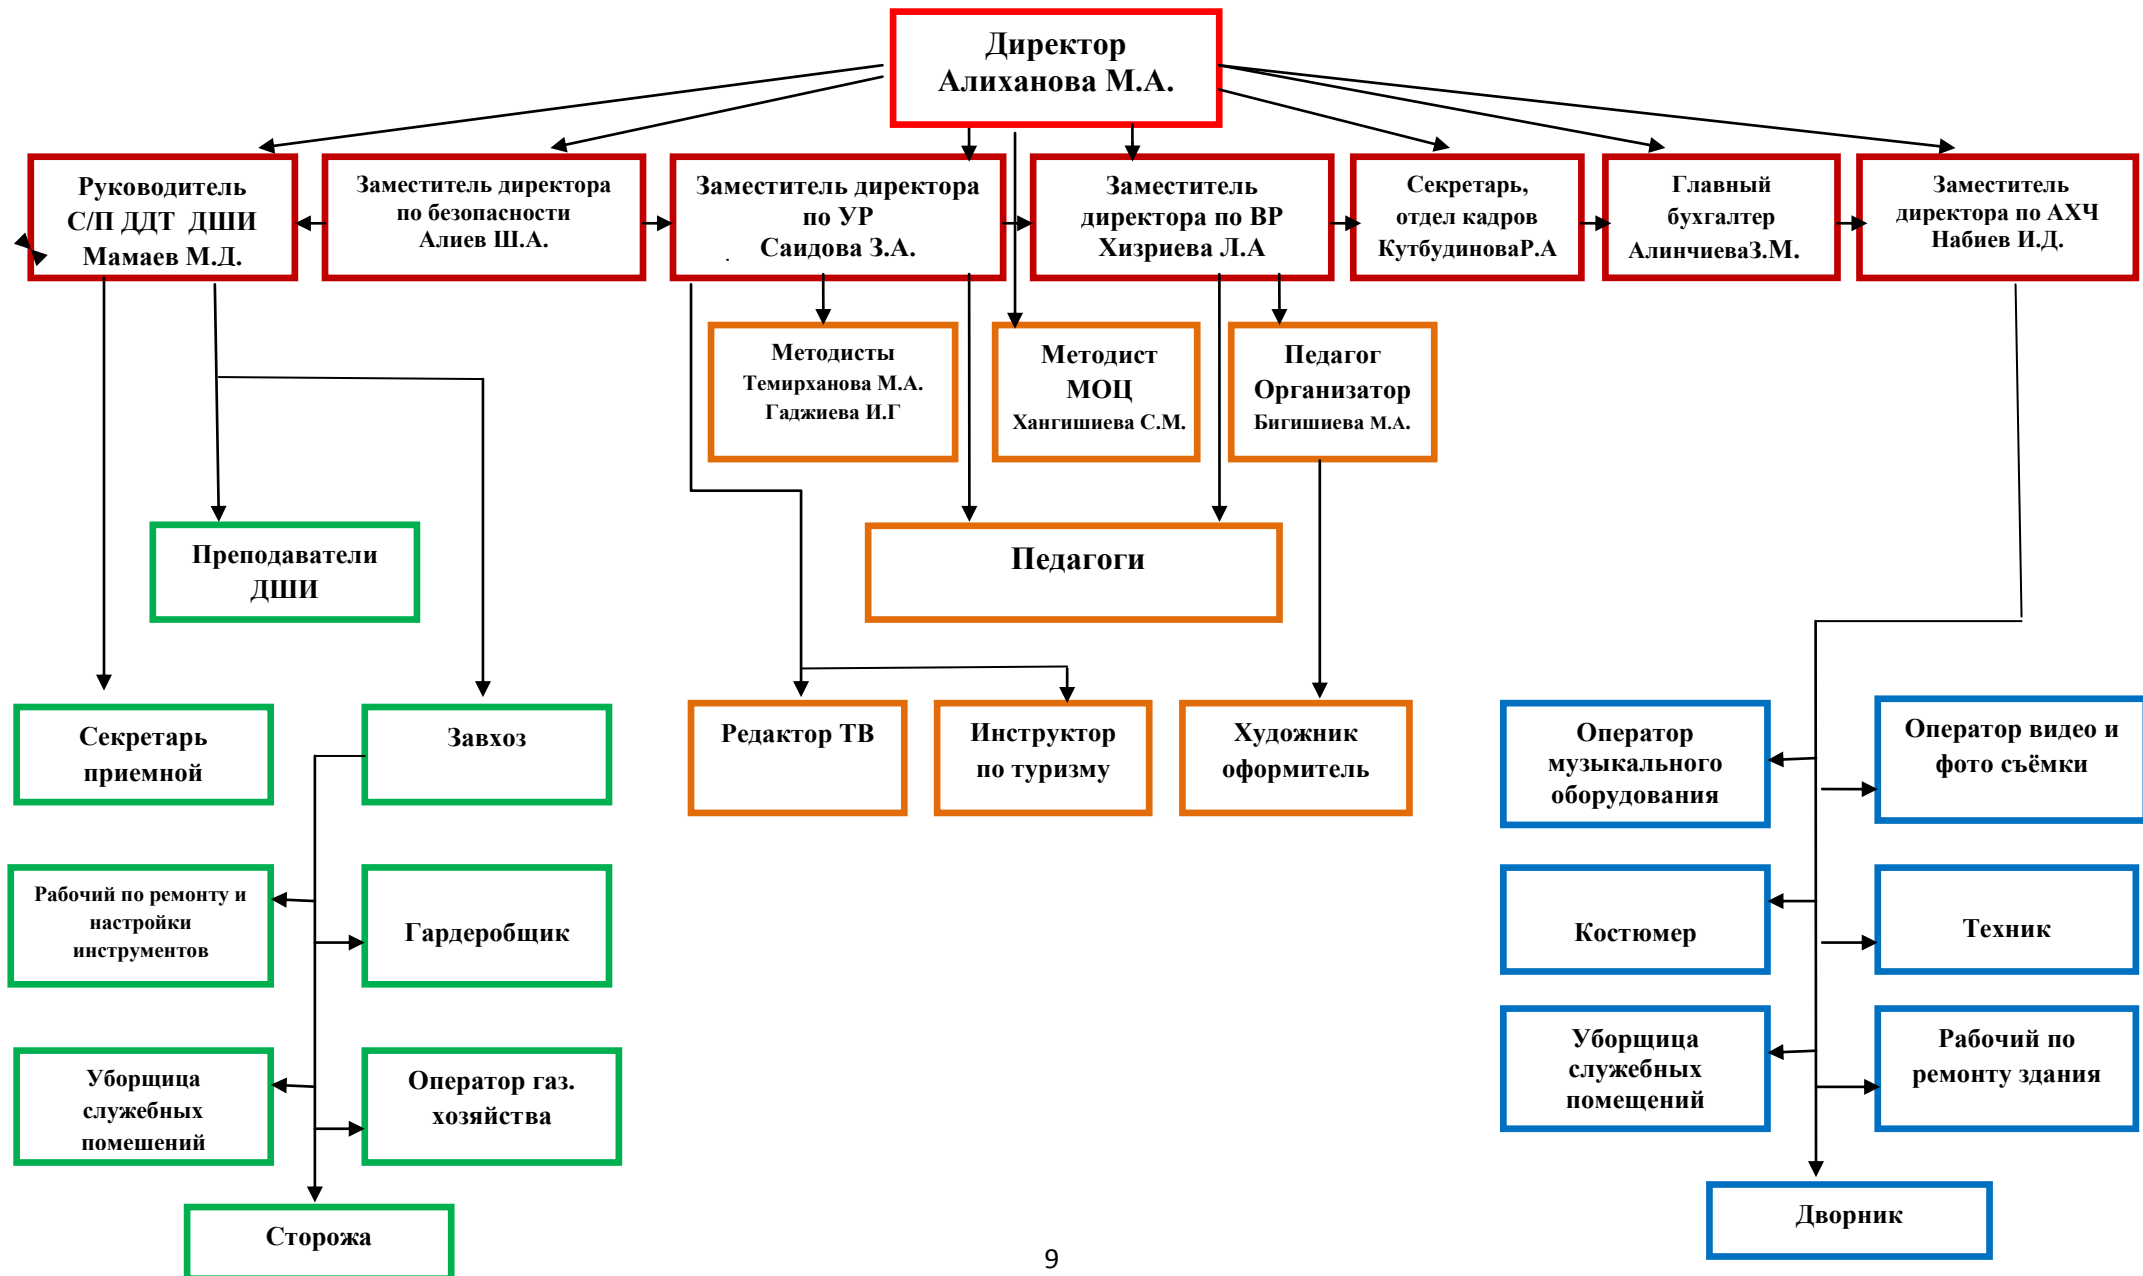 Директор
Алиханова М.А.
Руководитель
С/П ДДТ ДШИ
Мамаев М.Д.
Заместитель директора
по безопасности
Алиев Ш.А.
Заместитель директора
по УР
Саидова З.А.
Заместитель
директора по ВР
Хизриева Л.А
Секретарь,
отдел кадров
КутбудиноваР.А
Главный
бухгалтер
АлинчиеваЗ.М.
Заместитель
директора по АХЧ
Набиев И.Д.
Методисты
Темирханова М.А.
Гаджиева И.Г
Методист
МОЦ
Хангишиева С.М.
Педагог
Организатор
Бигишиева М.А.
Преподаватели
ДШИ
Педагоги
Секретарь
приемной
Завхоз
Редактор ТВ
Инструктор
по туризму
Художник
оформитель
Оператор
музыкального
оборудования
Оператор видео и
фото съёмки
Рабочий по ремонту и
настройки
инструментов
Гардеробщик
Костюмер
Техник
Уборщица
служебных
помешений
Оператор газ.
хозяйства
Уборщица
служебных
помещений
Рабочий по
ремонту здания
Сторожа
Дворник
9